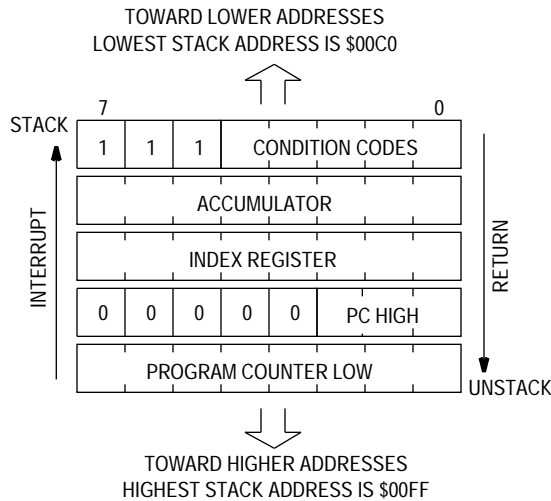 TOWARD LOWER ADDRESSES
LOWEST STACK ADDRESS IS $00C0
7 0
STACK
1 1 1 CONDITION CODES
ACCUMULATOR
INDEX REGISTER
0 0 0 0 0 PC HIGH
PROGRAM COUNTER LOW
INTERRUPT
RETURN
UNSTACK
TOWARD HIGHER ADDRESSES
HIGHEST STACK ADDRESS IS $00FF